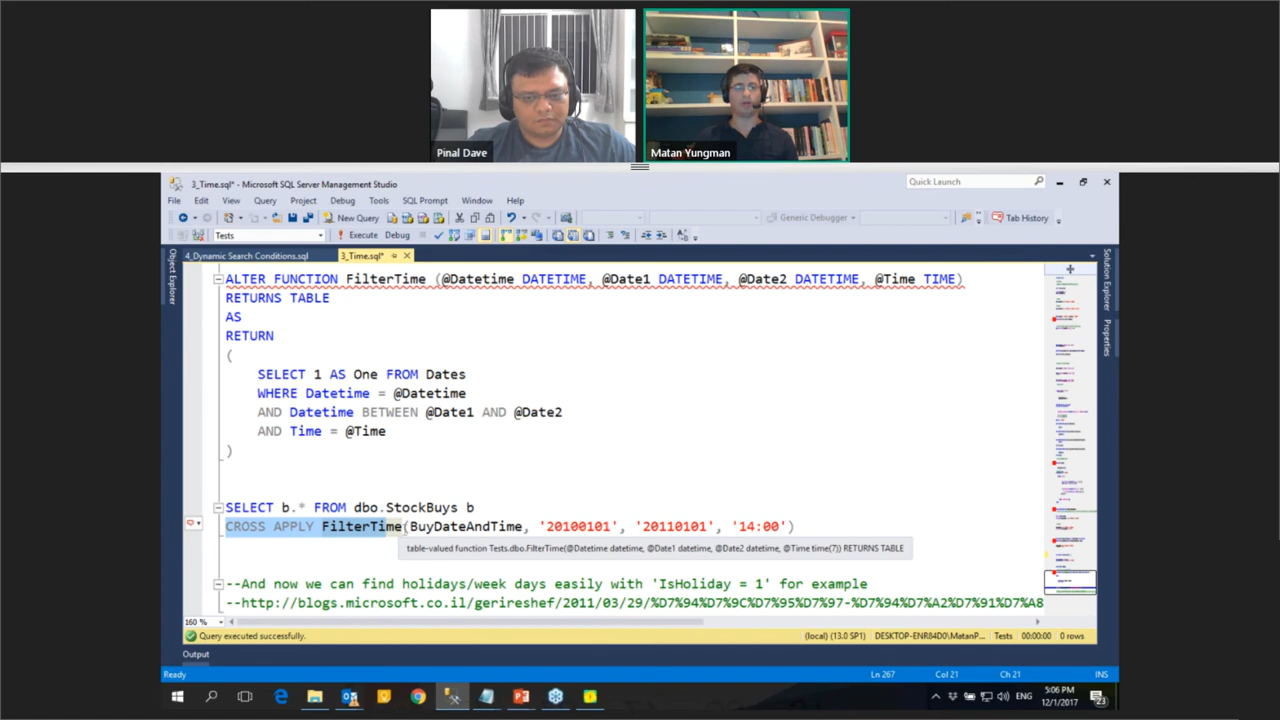 Pinal Dave
Matan Yungman
3_Time.sql* - Microsoft SQL Server Management Studio
Quick Launch
File Edit View Query Project Debug Tools SQL Prompt Window Help
New Query
Generic Debugger
Tab History
Tests
Execute Debug
Object Explorer
4_Dynamic Search Conditions.sql
3_Time.sql*
Solution Explorer
Properties
ALTER FUNCTION FilterTime (@Datetime DATETIME, @Date1 DATETIME, @Date2 DATETIME, @Time TIME)
RETURNS TABLE
AS
RETURN
(
SELECT 1 AS One FROM Dates
WHERE Datetime = @Datetime
AND Datetime BETWEEN @Date1 AND @Date2
AND Time = @Time
)
SELECT b.* FROM dbo.StockBuys b
CROSS APPLY FilterTime(BuyDateAndTime, '20100101', '20110101', '14:00')
table-valued function Tests.dbo.FilterTime(@Datetime datetime, @Date1 datetime, @Date2 datetime, @Time time(7)) RETURNS TABLE
--And now we can find holidays/week days easily with 'IsHoliday = 1' for example
--http://blogs.microsoft.co.il/gerireshef/2011/03/29/%D7%94%D7%9C%D7%95%D7%97-%D7%94%D7%A2%D7%91%D7%A8
160 %
Query executed successfully.
(local) (13.0 SP1) DESKTOP-ENR84D0\MatanP... Tests 00:00:00 0 rows
Output
Ready
Ln 267 Col 21 Ch 21 INS
ENG
5:06 PM
12/1/2017
23